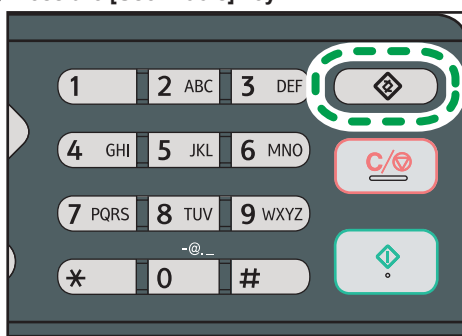 1 2 ABC 3 DEF
4 GHI 5 JKL 6 MNO C/
7 PQRS 8 TUV 9 WXYZ
-@._
* 0 #